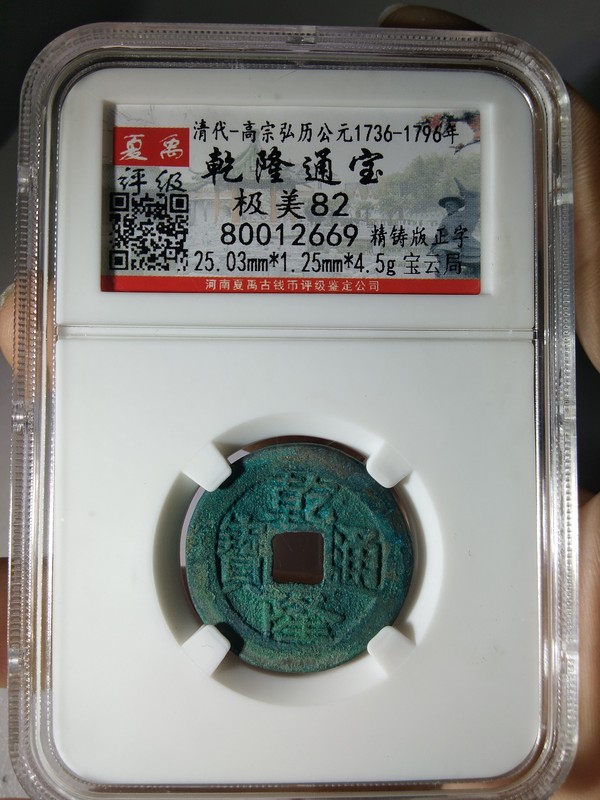 清代-高宗弘历公元1736-1796年
夏禹
评级
乾隆通宝
极美82
80012669 精铸版正字
25.03mm*1.25mm*4.5g 宝云局
河南夏禹古钱币评级鉴定公司
乾隆通寶